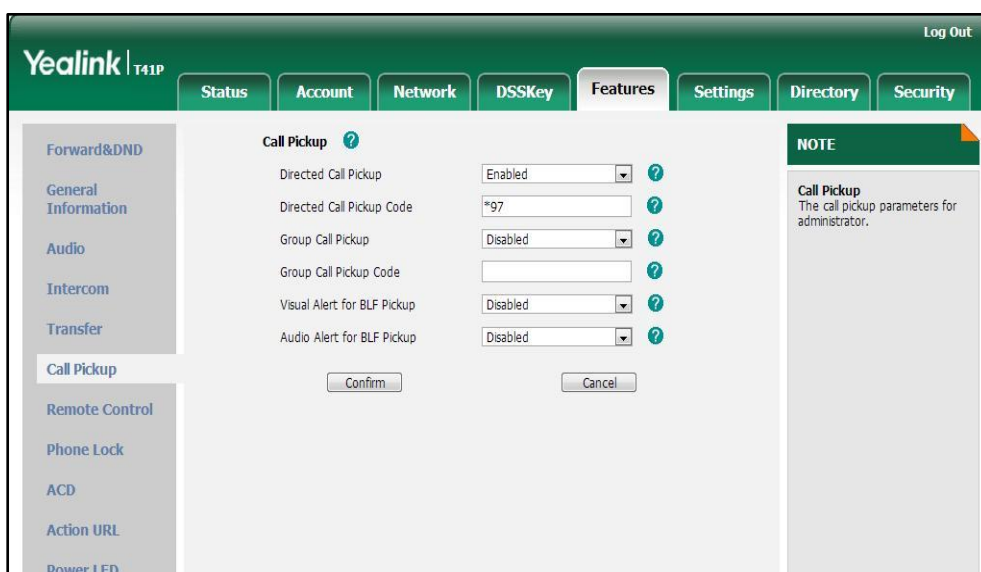 Log Out
Yealink T41P
Status Account Network DSSKey Features Settings Directory Security
Forward&DND
General
Information
Audio
Intercom
Transfer
Call Pickup
Remote Control
Phone Lock
ACD
Action URL
Power LED
Call Pickup ?
Directed Call Pickup Enabled ?
Directed Call Pickup Code *97 ?
Group Call Pickup Disabled ?
Group Call Pickup Code ?
Visual Alert for BLF Pickup Disabled ?
Audio Alert for BLF Pickup Disabled ?
Confirm Cancel
NOTE
Call Pickup
The call pickup parameters for
administrator.